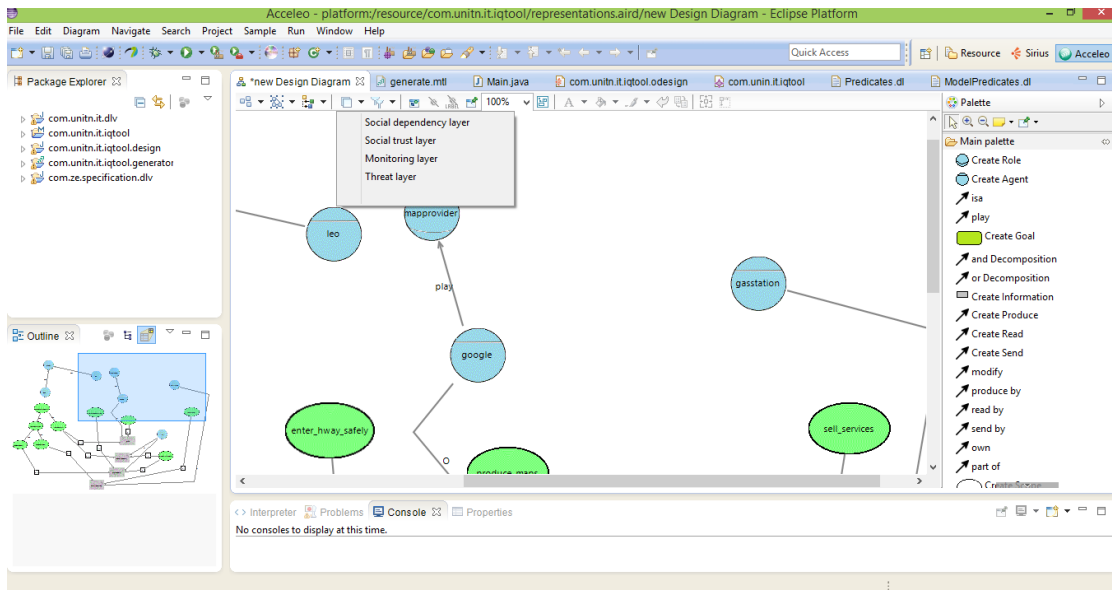 Acceleo - platform:/resource/com.unitn.it.iqtool/representations.aird/new Design Diagram - Eclipse Platform
File Edit Diagram Navigate Search Project Sample Run Window Help
Quick Access
Resource Sirius Acceleo
Package Explorer
com.unitn.it.dlv
com.unitn.it.iqtool
com.unitn.it.iqtool.design
com.unitn.it.iqtool.generator
com.ze.specification.dlv
*new Design Diagram generate.mtl Main.java com.unitn.it.iqtool.odesign com.unin.it.iqtool Predicates.dl ModelPredicates.dl
100%
Social dependency layer
Social trust layer
Monitoring layer
Threat layer
mapprovider
leo
play
gasstation
google
enter_hway_safely
sell_services
produce_maps
Palette
Main palette
Create Role
Create Agent
isa
play
Create Goal
and Decomposition
or Decomposition
Create Information
Create Produce
Create Read
Create Send
modify
produce by
read by
send by
own
part of
Create Scope
Outline
Interpreter Problems Console Properties
No consoles to display at this time.